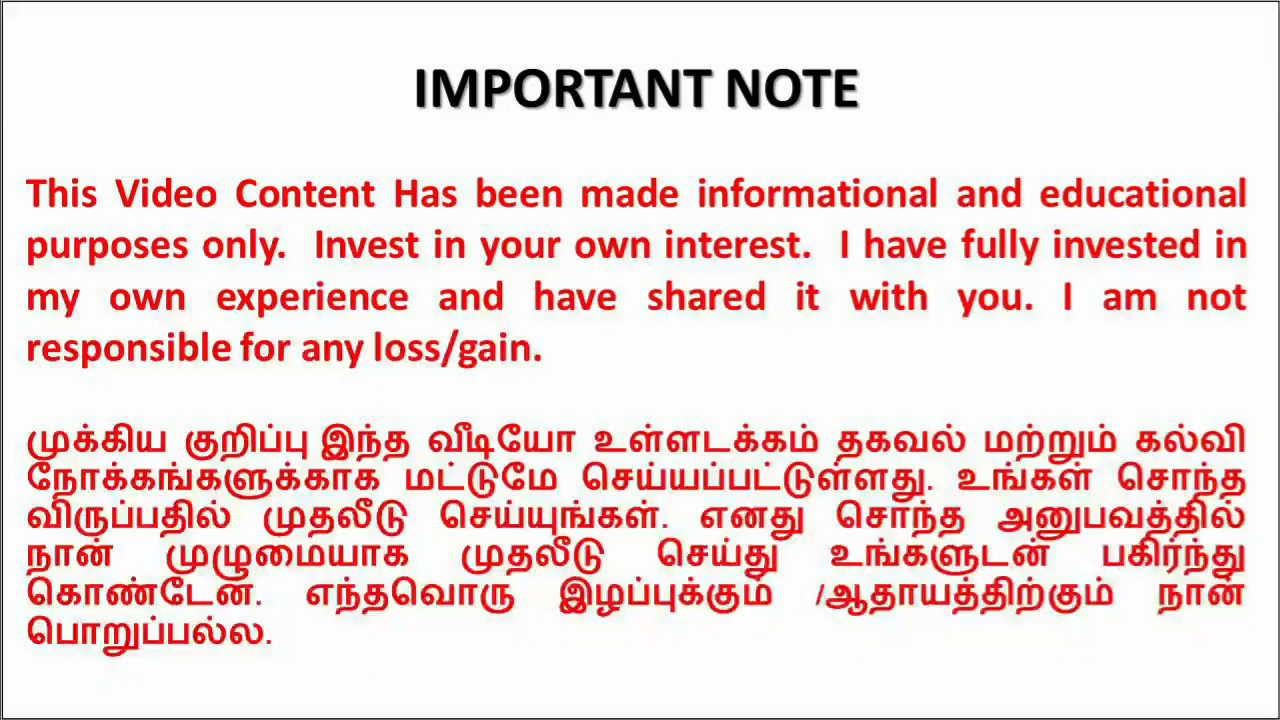 IMPORTANT NOTE
This Video Content Has been made informational and educational
purposes only. Invest in your own interest. I have fully invested in
my own experience and have shared it with you. I am not
responsible for any loss/gain.
முக்கிய குறிப்பு இந்த வீடியோ உள்ளடக்கம் தகவல் மற்றும் கல்வி
நோக்கங்களுக்காக மட்டுமே செய்யப்பட்டுள்ளது. உங்கள் சொந்த
விருப்பதில் முதலீடு செய்யுங்கள். எனது சொந்த அனுபவத்தில்
நான் முழுமையாக முதலீடு செய்து உங்களுடன் பகிர்ந்து
கொண்டேன். எந்தவொரு இழப்புக்கும் /ஆதாயத்திற்கும் நான்
பொறுப்பல்ல.